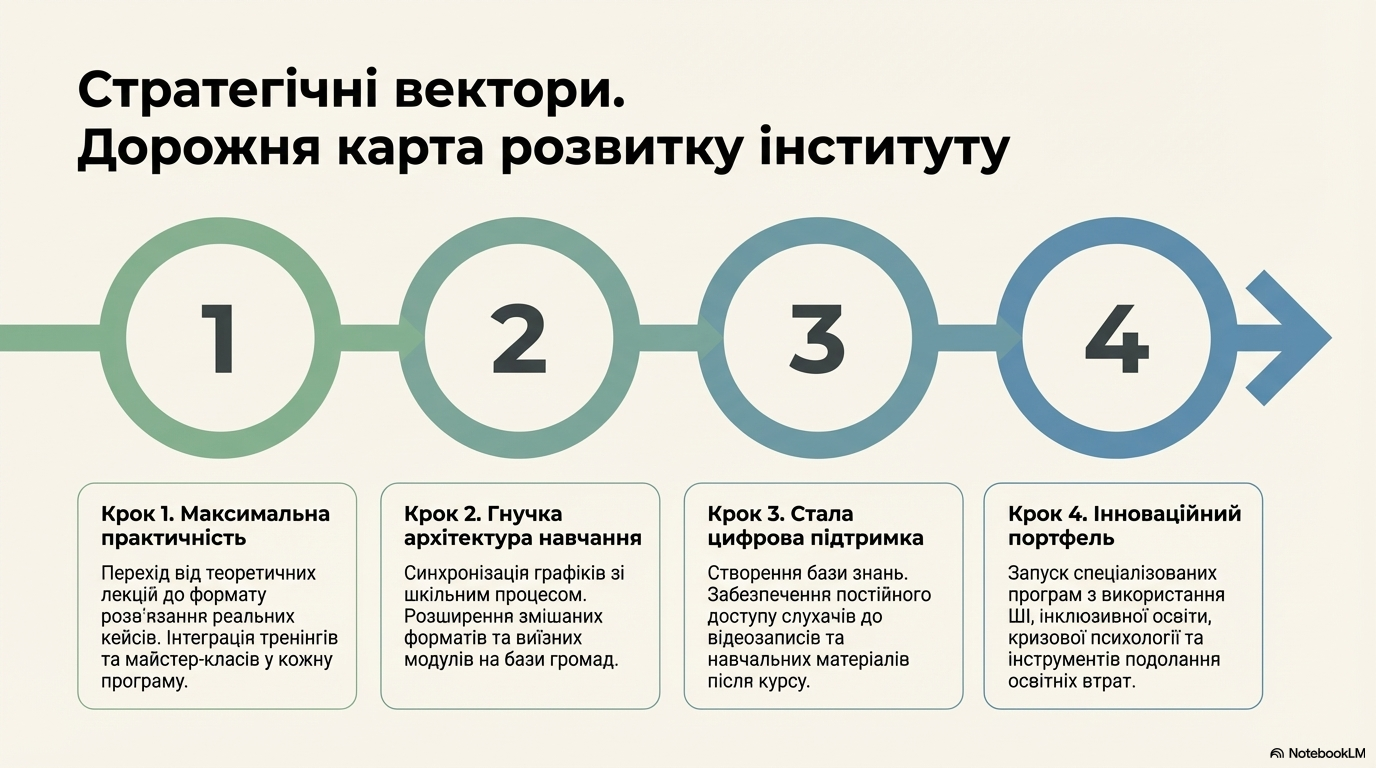 Стратегічні вектори.
Дорожня карта розвитку інституту
1
2
3
4
Крок 1. Максимальна
практичність
Перехід від теоретичних
лекцій до формату
розв'язання реальних
кейсів. Інтеграція тренінгів
та майстер-класів у кожну
програму.
Крок 2. Гнучка
архітектура навчання
Синхронізація графіків зі
шкільним процесом.
Розширення змішаних
форматів та виїзних
модулів на бази громад.
Крок 3. Стала
цифрова підтримка
Створення бази знань.
Забезпечення постійного
доступу слухачів до
відеозаписів та
навчальних матеріалів
після курсу.
Крок 4. Інноваційний
портфель
Запуск спеціалізованих
програм з використання
ШІ, інклюзивної освіти,
кризової психології та
інструментів подолання
освітніх втрат.
NotebookLM